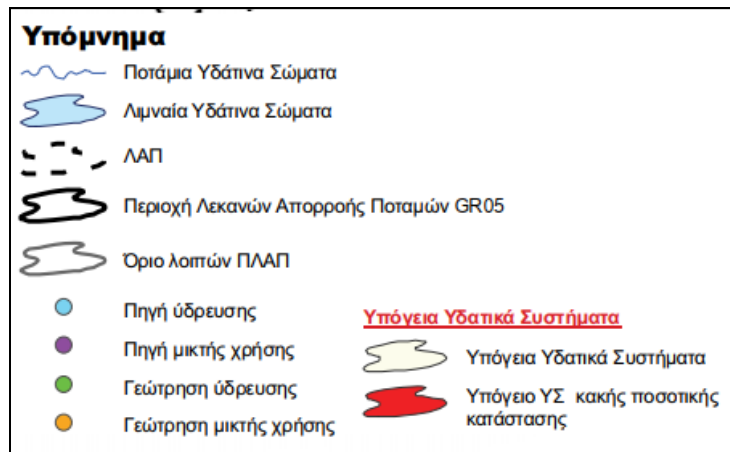 Υπόμνημα
Ποτάμια Υδάτινα Σώματα
Λιμναία Υδάτινα Σώματα
ΛΑΠ
Περιοχή Λεκανών Απορροής Ποταμών GR05
Όριο λοιπών ΠΛΑΠ
Πηγή ύδρευσης
Πηγή μικτής χρήσης
Γεώτρηση ύδρευσης
Γεώτρηση μικτής χρήσης
Υπόγεια Υδατικά Συστήματα
Υπόγεια Υδατικά Συστήματα
Υπόγειο ΥΣ κακής ποσοτικής
κατάστασης